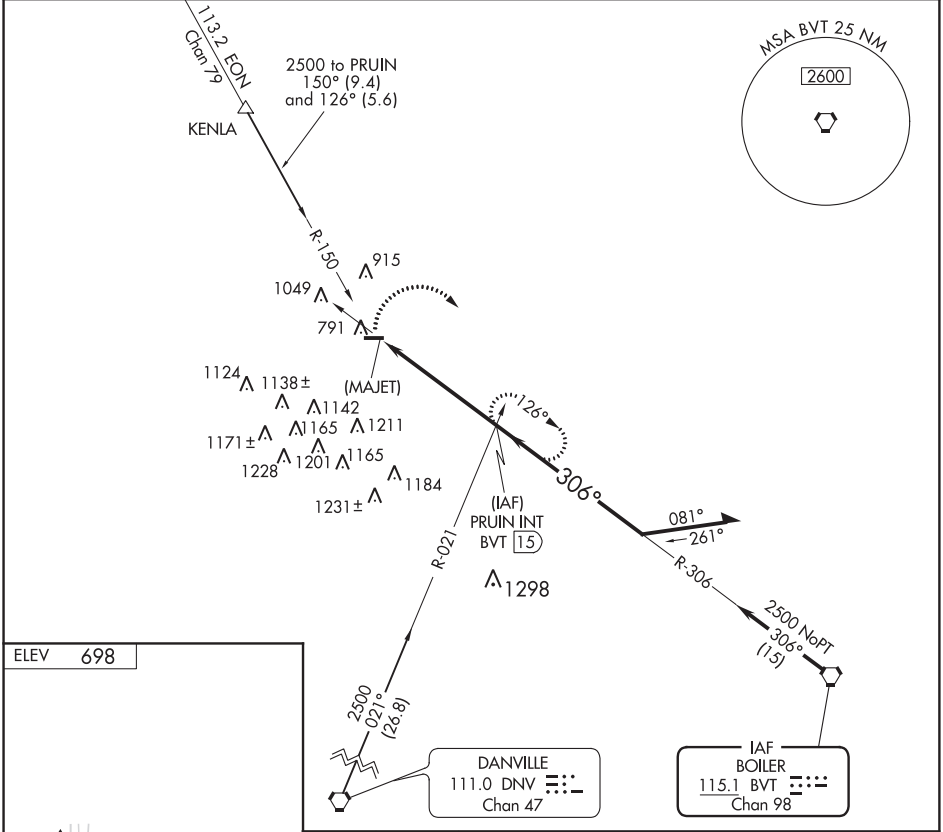 113.2 EON
Chan 79
2500 to PRUIN
150° (9.4)
and 126° (5.6)
KENLA
MSA BVT 25 NM
2600
R-150
915
1049
791
(MAJET)
1124
1138±
1142
1165
1211
1171±
1228
1201
1165
1184
1231±
126°
306°
(IAF)
PRUIN INT
BVT 15
R-021
1298
081°
261°
R-306
2500 NoPT
306°
(15)
ELEV 698
2500
021°
(26.8)
DANVILLE
111.0 DNV
Chan 47
IAF
BOILER
115.1 BVT
Chan 98